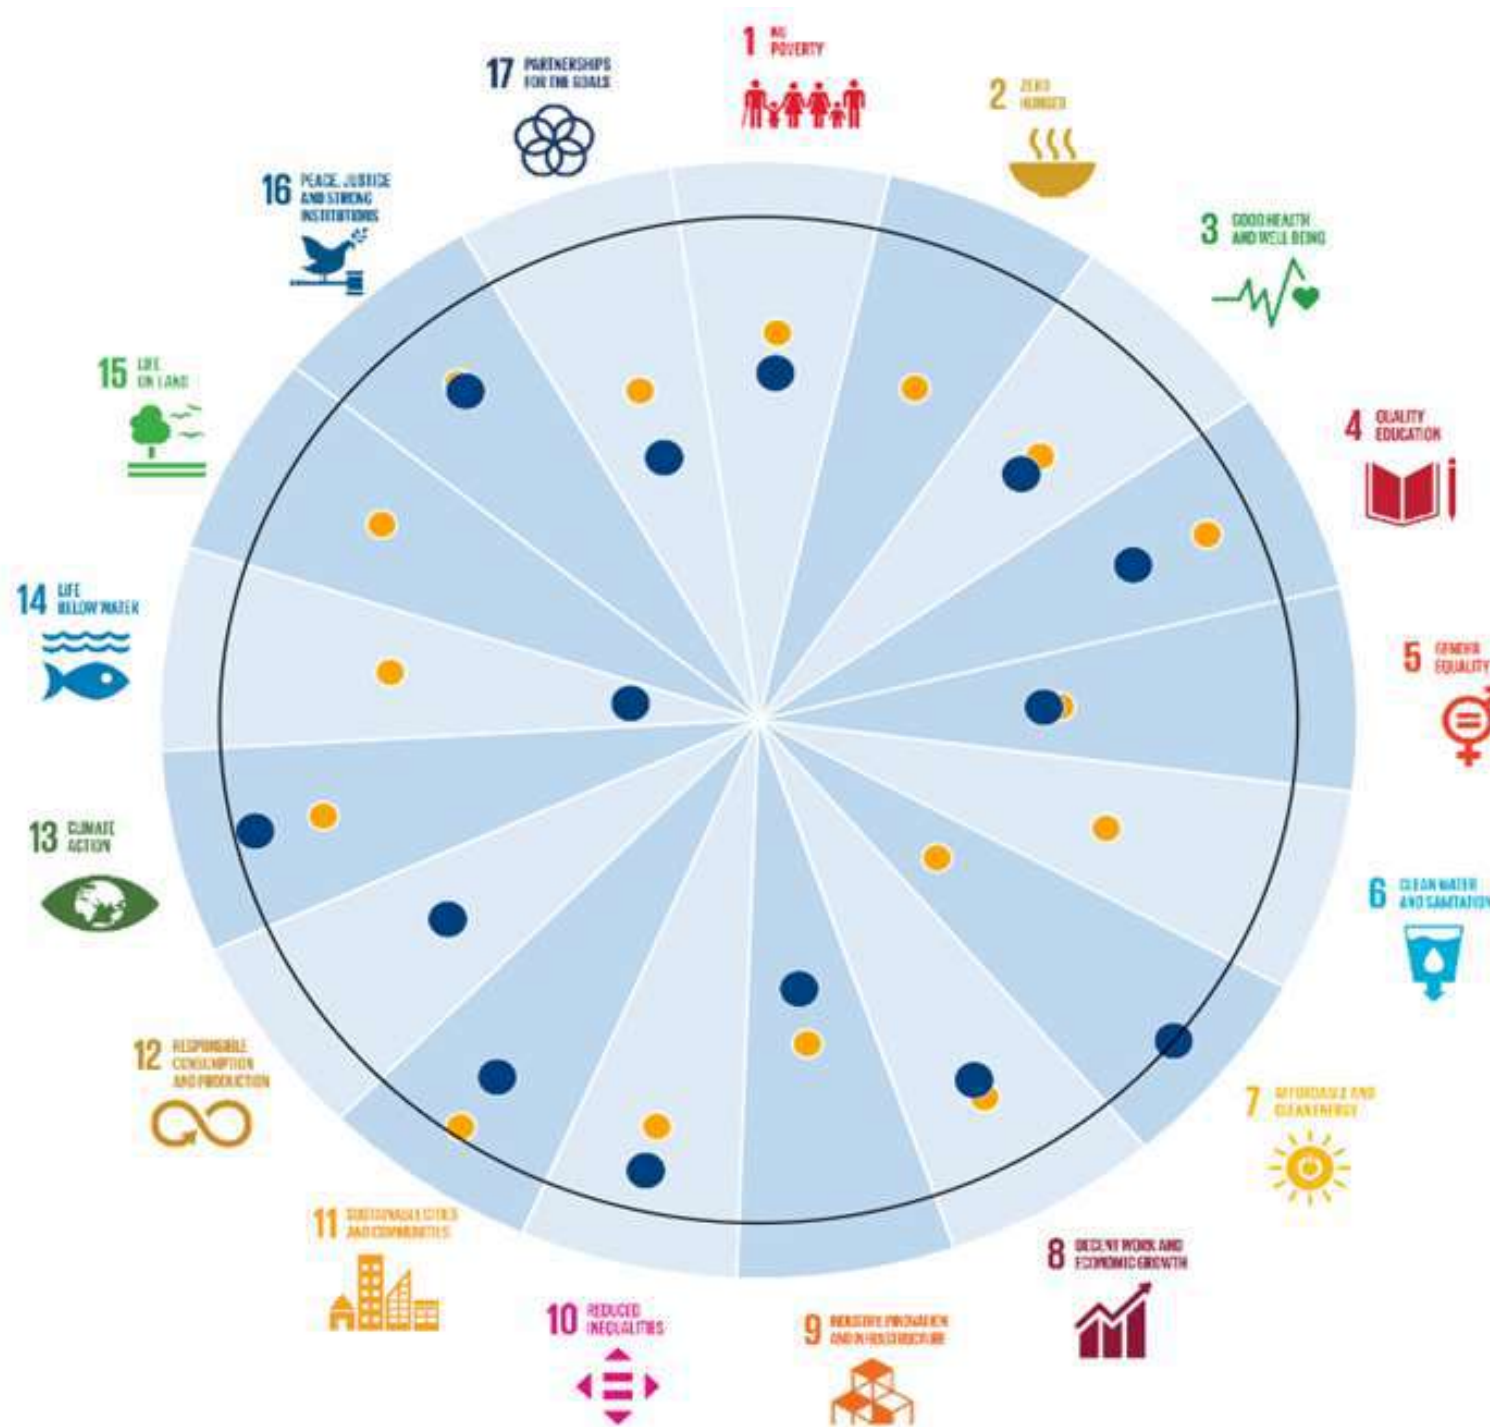 1 NO
POVERTY
2 ZERO
HUNGER
3 GOOD HEALTH
AND WELL BEING
4 QUALITY
EDUCATION
5 GENDER
EQUALITY
6 CLEAN WATER
AND SANITATION
7 AFFORDABLE AND
CLEAN ENERGY
8 DECENT WORK AND
ECONOMIC GROWTH
9 INDUSTRY, INNOVATION
AND INFRASTRUCTURE
10 REDUCED
INEQUALITIES
11 SUSTAINABLE CITIES
AND COMMUNITIES
12 RESPONSIBLE
CONSUMPTION
AND PRODUCTION
13 CLIMATE
ACTION
14 LIFE
BELOW WATER
15 LIFE
ON LAND
16 PEACE, JUSTICE
AND STRONG
INSTITUTIONS
17 PARTNERSHIPS
FOR THE GOALS